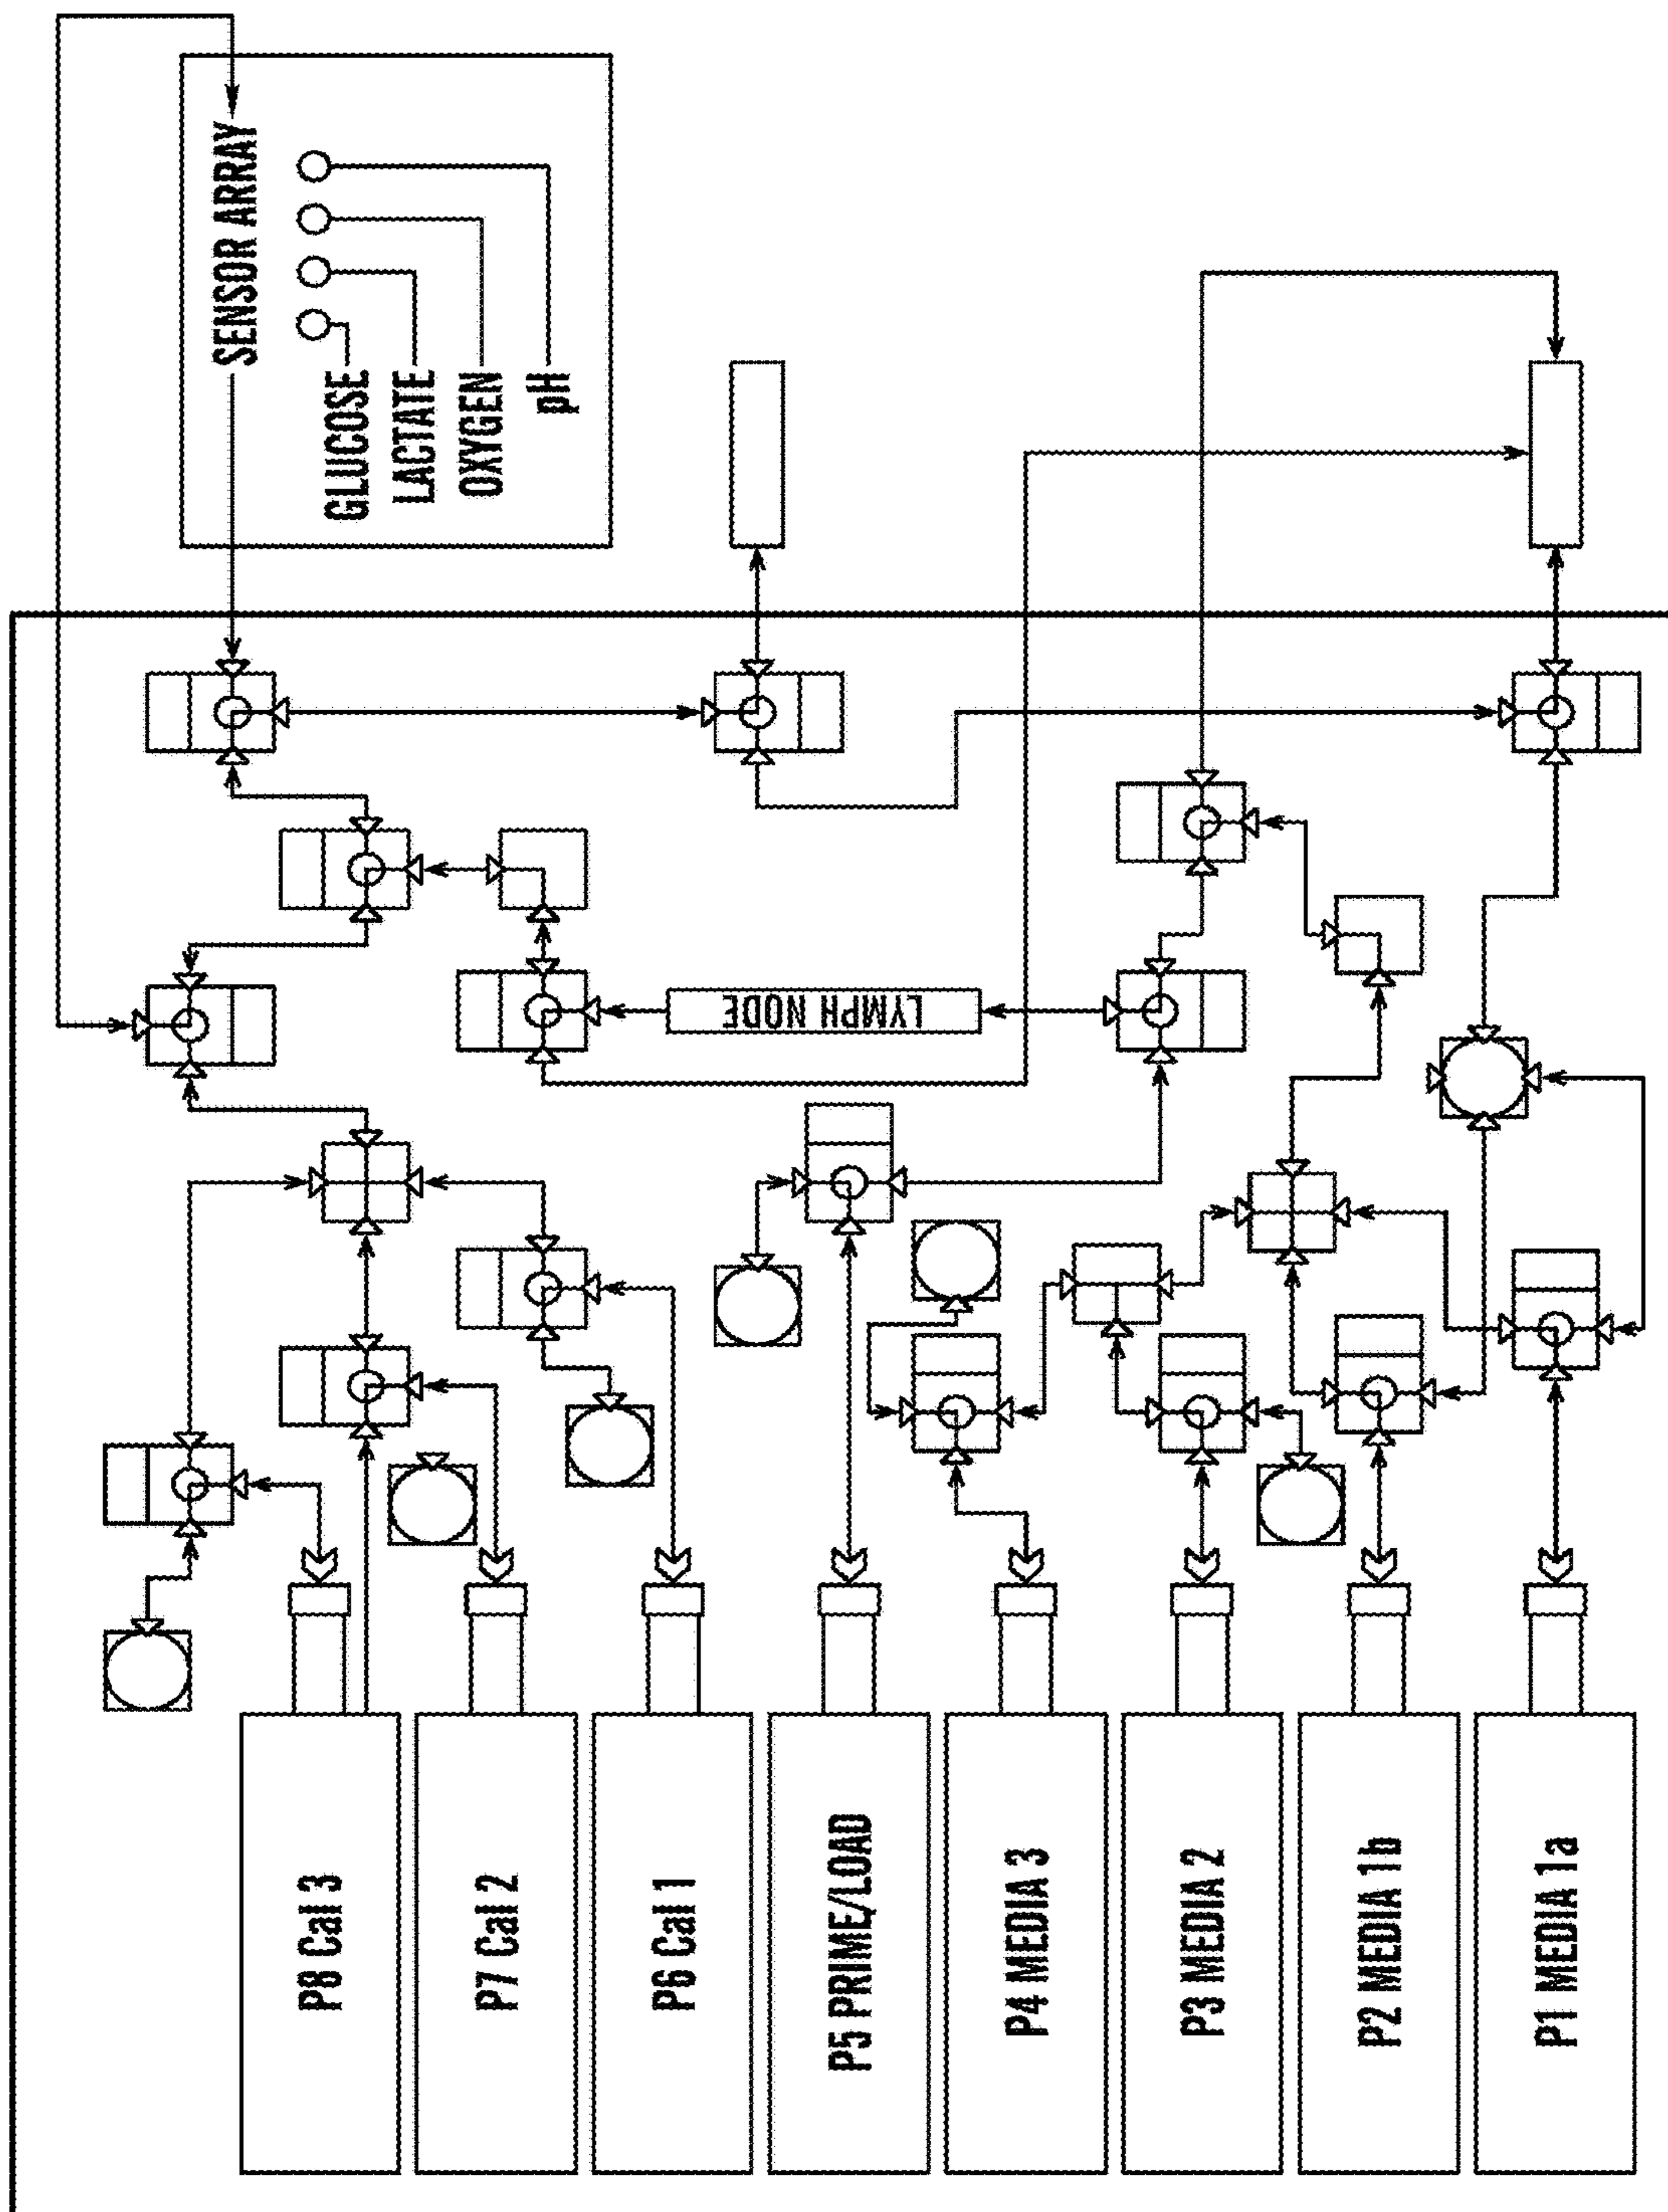 SENSOR ARRAY
GLUCOSE
LACTATE
OXYGEN
pH
LYMPH NODE
P8 Cal 3
P7 Cal 2
P6 Cal 1
P5 PRIME/LOAD
P4 MEDIA 3
P3 MEDIA 2
P2 MEDIA 1b
P1 MEDIA 1a